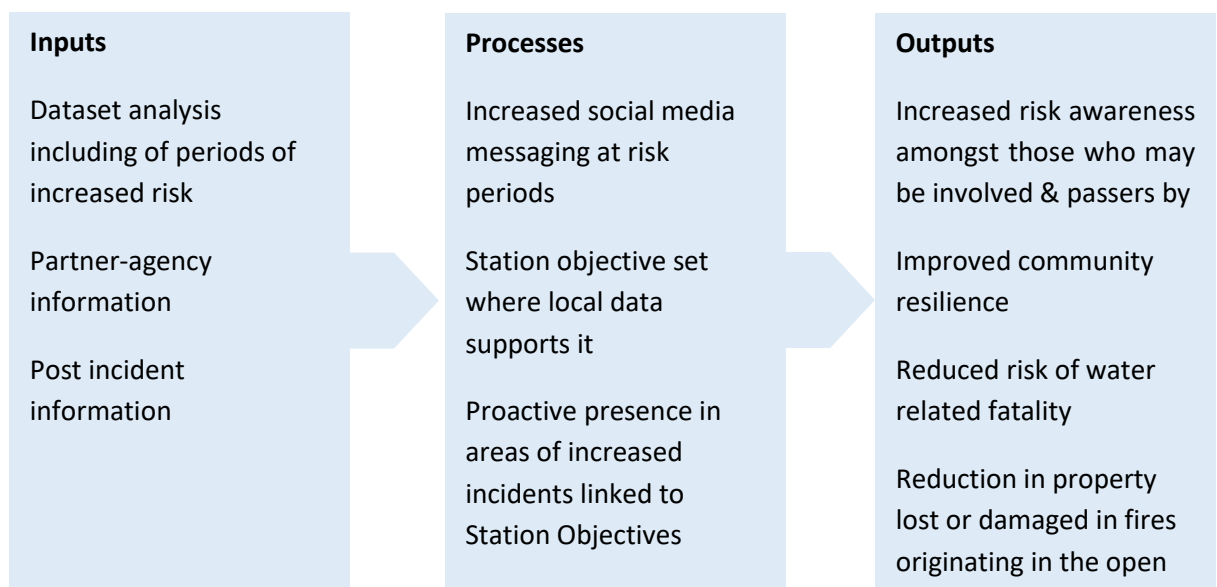 Inputs
Dataset analysis
including of periods of
increased risk
Partner-agency
information
Post incident
information
Processes
Increased social media
messaging at risk
periods
Station objective set
where local data
supports it
Proactive presence in
areas of increased
incidents linked to
Station Objectives
Outputs
Increased risk awareness
amongst those who may
be involved & passers by
Improved community
resilience
Reduced risk of water
related fatality
Reduction in property
lost or damaged in fires
originating in the open